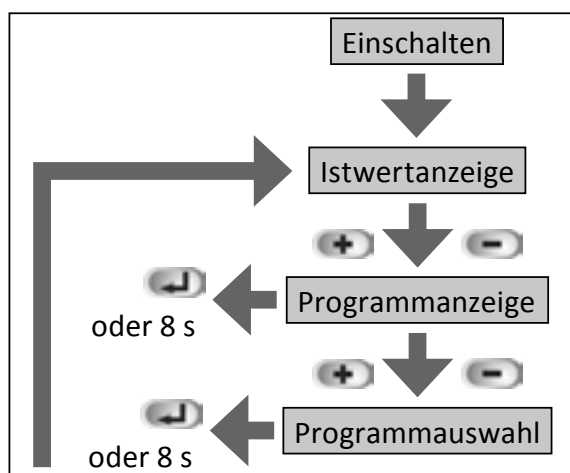 Einschalten
Istwertanzeige
+ -
Programmanzeige
oder 8 s
+ -
Programmauswahl
oder 8 s